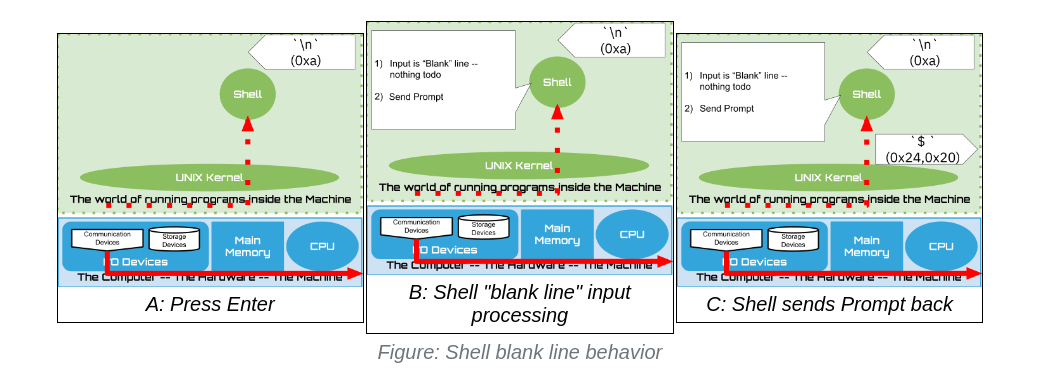 `\n`
(0xa)
Shell
UNIX Kernel
The world of running programs inside the Machine
Communication
Devices
Storage
Devices
I/O Devices
Main
Memory
CPU
The Computer -- The Hardware -- The Machine
A: Press Enter
`\n`
(0xa)
1) Input is “Blank” line --
nothing todo
2) Send Prompt
Shell
UNIX Kernel
The world of running programs inside the Machine
Communication
Devices
Storage
Devices
I/O Devices
Main
Memory
CPU
The Computer -- The Hardware -- The Machine
B: Shell "blank line" input
processing
`\n`
(0xa)
1) Input is “Blank” line --
nothing todo
2) Send Prompt
Shell
`$ `
(0x24,0x20)
UNIX Kernel
The world of running programs inside the Machine
Communication
Devices
Storage
Devices
I/O Devices
Main
Memory
CPU
The Computer -- The Hardware -- The Machine
C: Shell sends Prompt back
Figure: Shell blank line behavior